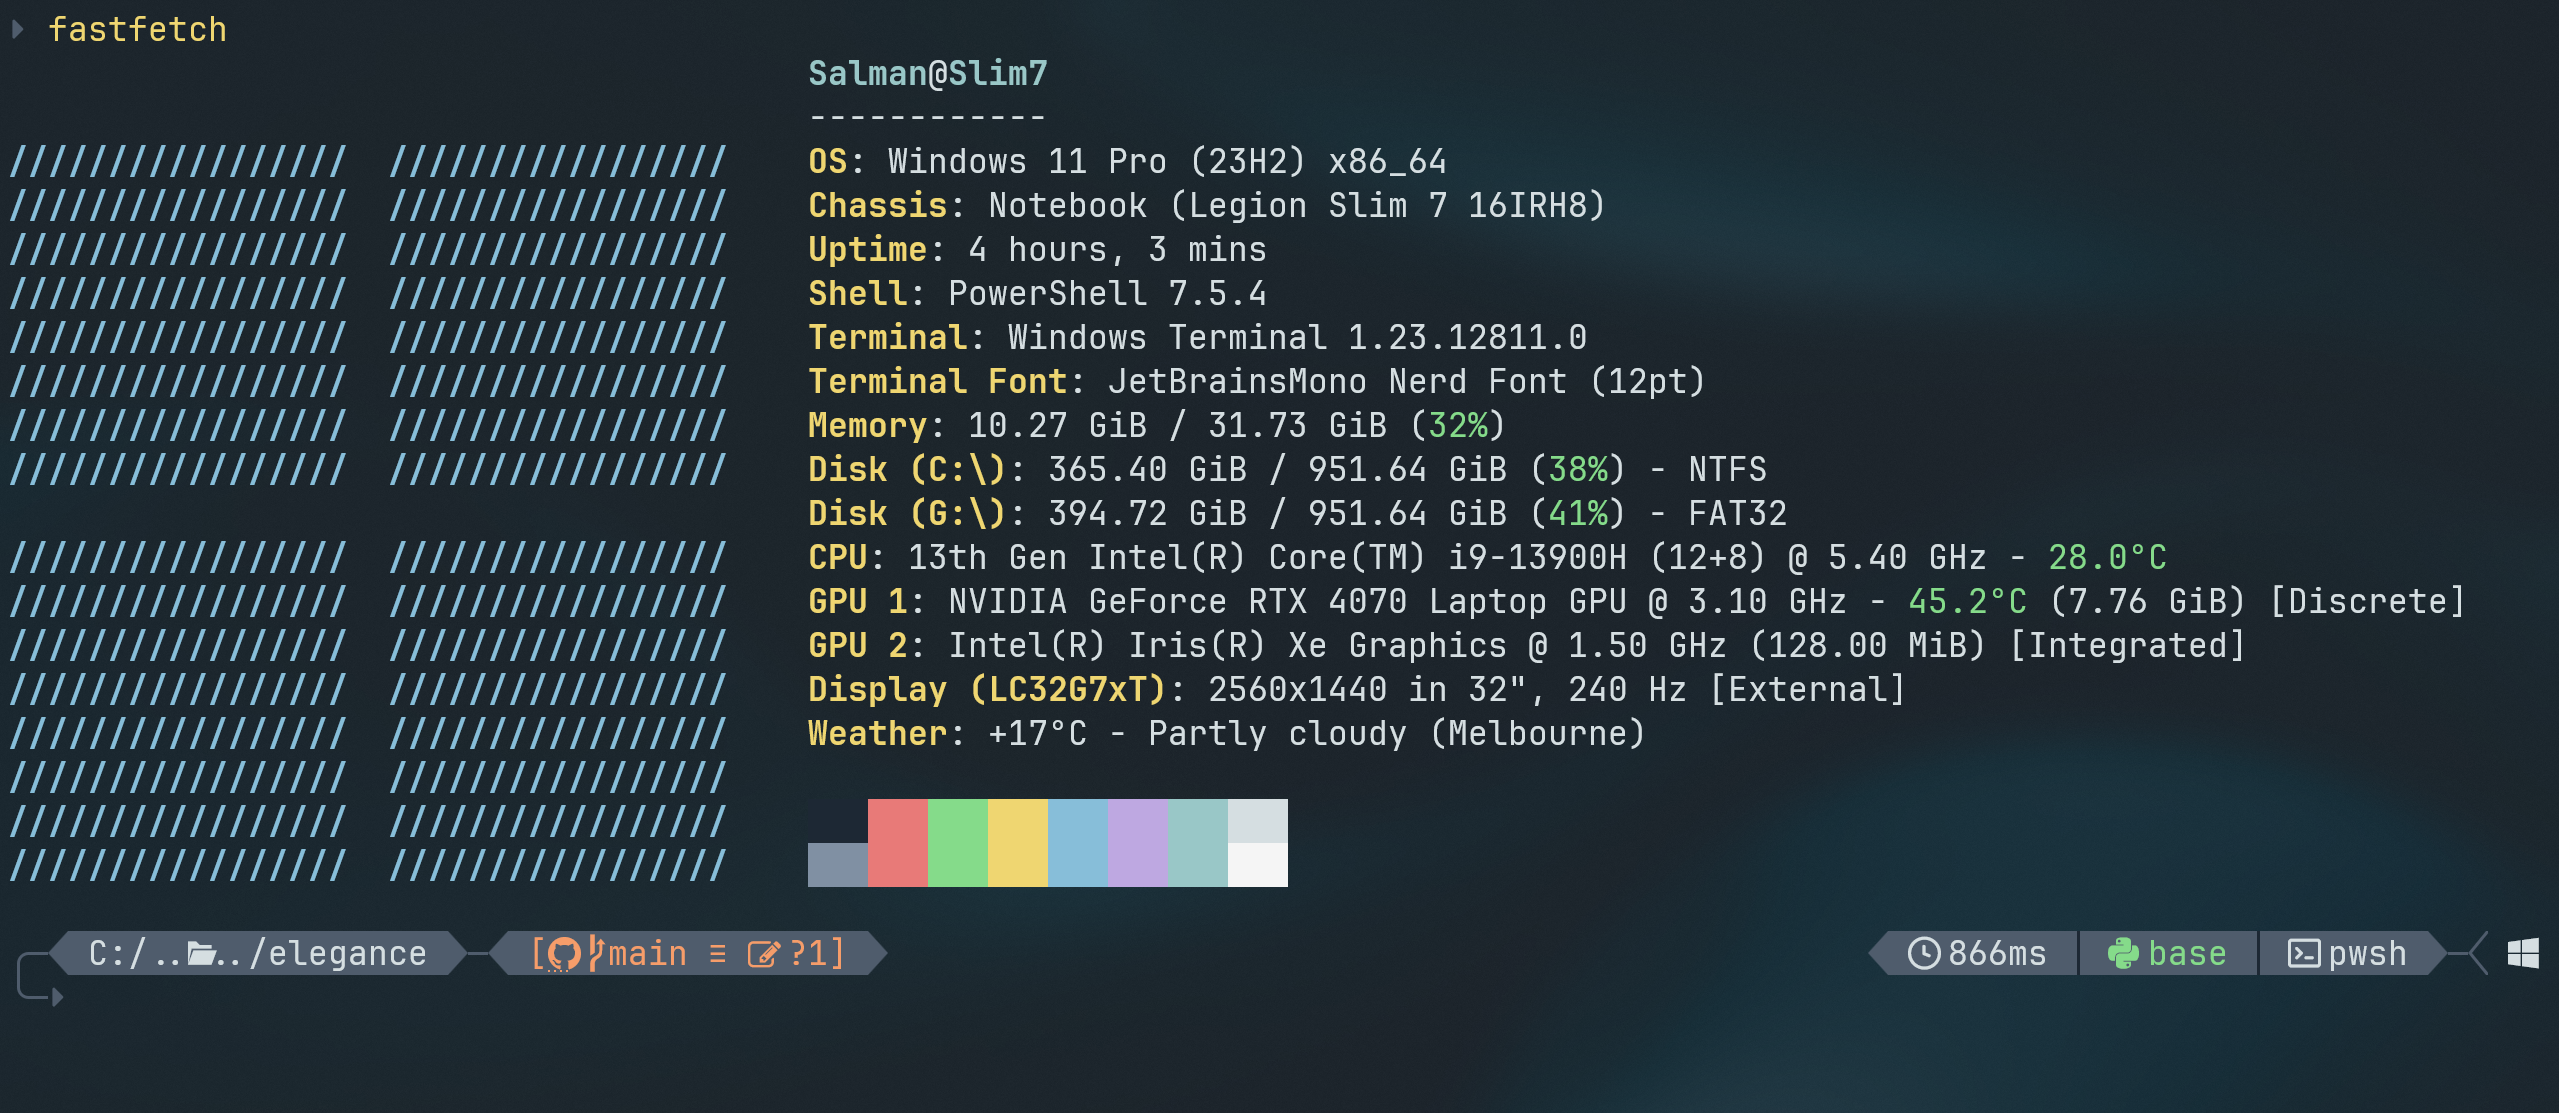 fastfetch
Salman@Slim7
------------
//////////////// ////////////////  OS: Windows 11 Pro (23H2) x86_64
//////////////// ////////////////  Chassis: Notebook (Legion Slim 7 16IRH8)
//////////////// ////////////////  Uptime: 4 hours, 3 mins
//////////////// ////////////////  Shell: PowerShell 7.5.4
//////////////// ////////////////  Terminal: Windows Terminal 1.23.12811.0
//////////////// ////////////////  Terminal Font: JetBrainsMono Nerd Font (12pt)
//////////////// ////////////////  Memory: 10.27 GiB / 31.73 GiB (32%)
//////////////// ////////////////  Disk (C:\): 365.40 GiB / 951.64 GiB (38%) - NTFS
Disk (G:\): 394.72 GiB / 951.64 GiB (41%) - FAT32
//////////////// ////////////////  CPU: 13th Gen Intel(R) Core(TM) i9-13900H (12+8) @ 5.40 GHz - 28.0°C
//////////////// ////////////////  GPU 1: NVIDIA GeForce RTX 4070 Laptop GPU @ 3.10 GHz - 45.2°C (7.76 GiB) [Discrete]
//////////////// ////////////////  GPU 2: Intel(R) Iris(R) Xe Graphics @ 1.50 GHz (128.00 MiB) [Integrated]
//////////////// ////////////////  Display (LC32G7xT): 2560x1440 in 32", 240 Hz [External]
//////////////// ////////////////  Weather: +17°C - Partly cloudy (Melbourne)
//////////////// ////////////////
//////////////// ////////////////
//////////////// ////////////////
C:/.. ../elegance [main ≡ ?1] 866ms base pwsh